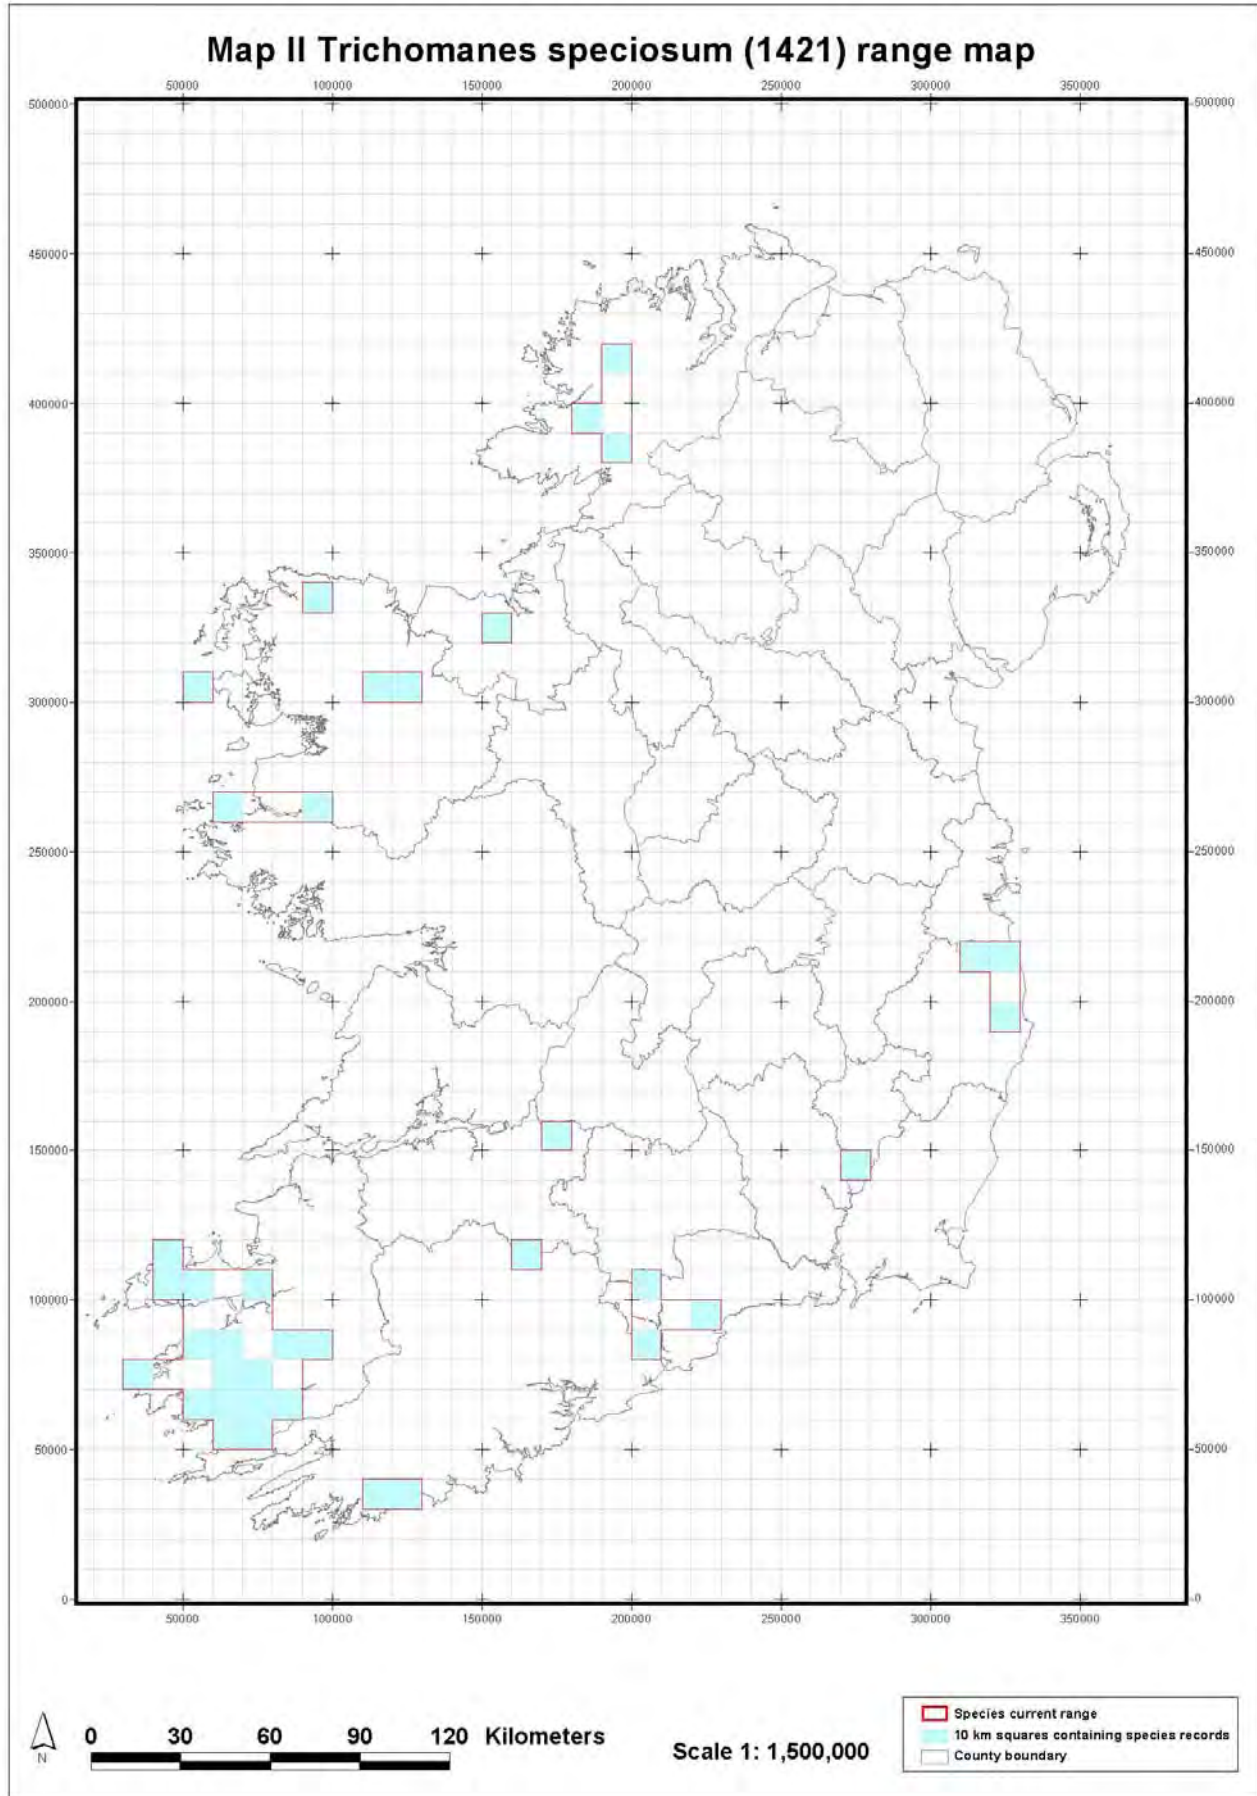 Map II Trichomanes speciosum (1421) range map
50000 100000 150000 200000 250000 300000 350000
500000 500000
450000 450000
400000 400000
350000 350000
300000 300000
250000 250000
200000 200000
150000 150000
100000 100000
50000 50000
0 0
50000 100000 150000 200000 250000 300000 350000
Species current range
10 km squares containing species records
County boundary
0 30 60 90 120 Kilometers
Scale 1: 1,500,000
N